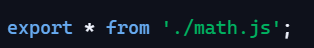 export * from './math.js';